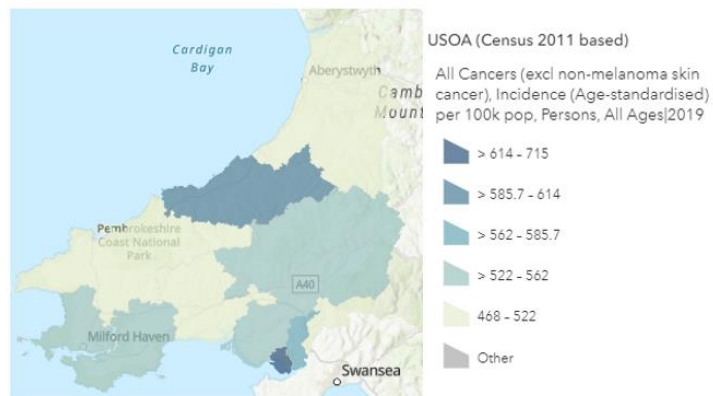 Cardigan
Bay
Aberystwyth
Camb
Mount
Pembrokeshire
Coast National
Park
A40
Milford Haven
Swansea
USOA (Census 2011 based)
All Cancers (excl non-melanoma skin
cancer), Incidence (Age-standardised)
per 100k pop, Persons, All Ages|2019
> 614 - 715
> 585.7 - 614
> 562 - 585.7
> 522 - 562
468 - 522
Other